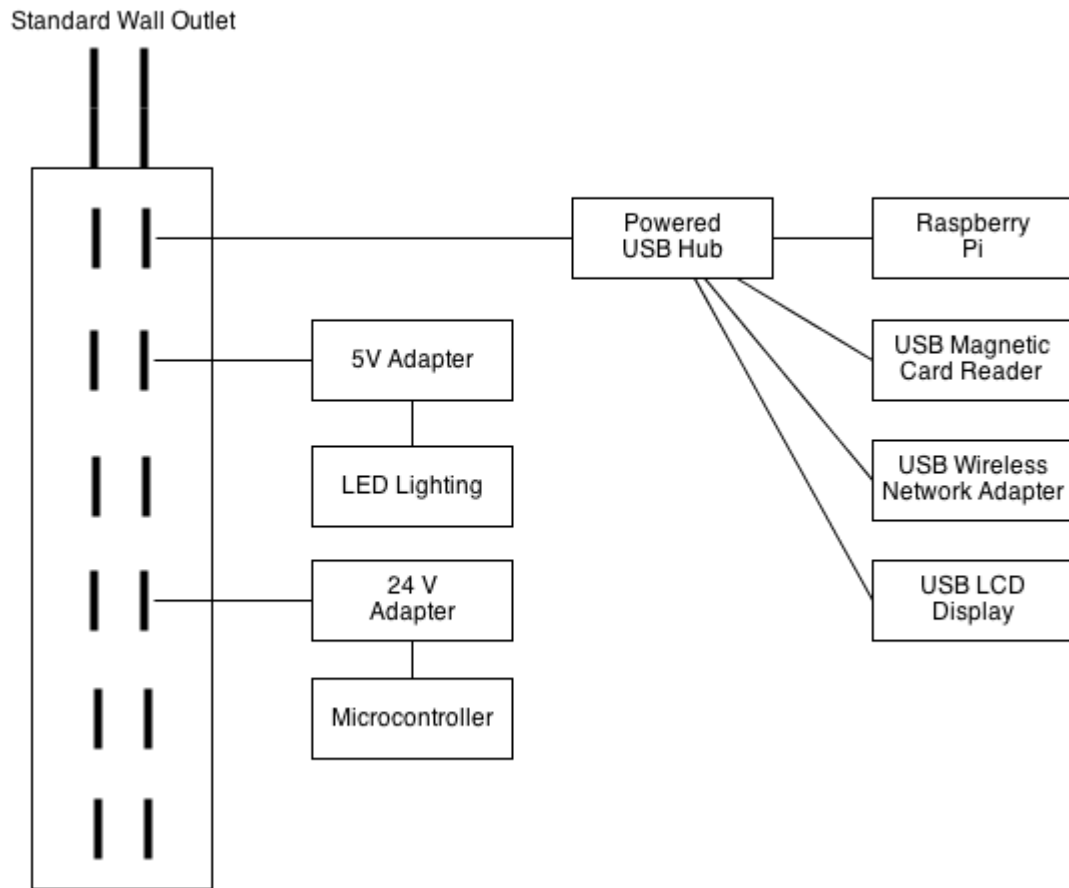 Standard Wall Outlet
Powered
USB Hub
Raspberry
Pi
5V Adapter
USB Magnetic
Card Reader
LED Lighting
USB Wireless
Network Adapter
24 V
Adapter
USB LCD
Display
Microcontroller